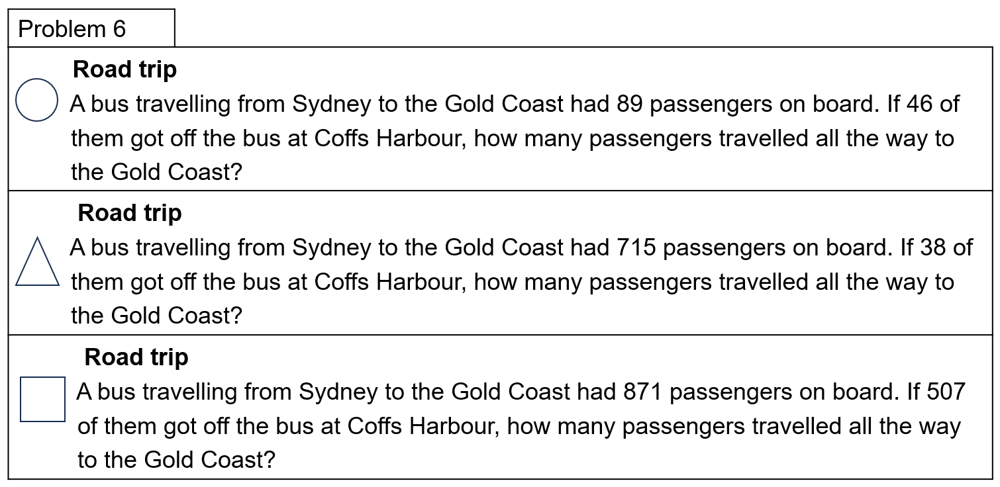 Problem 6
Road trip
A bus travelling from Sydney to the Gold Coast had 89 passengers on board. If 46 of
them got off the bus at Coffs Harbour, how many passengers travelled all the way to
the Gold Coast?
Road trip
A bus travelling from Sydney to the Gold Coast had 715 passengers on board. If 38 of
them got off the bus at Coffs Harbour, how many passengers travelled all the way to
the Gold Coast?
Road trip
A bus travelling from Sydney to the Gold Coast had 871 passengers on board. If 507
of them got off the bus at Coffs Harbour, how many passengers travelled all the way
to the Gold Coast?